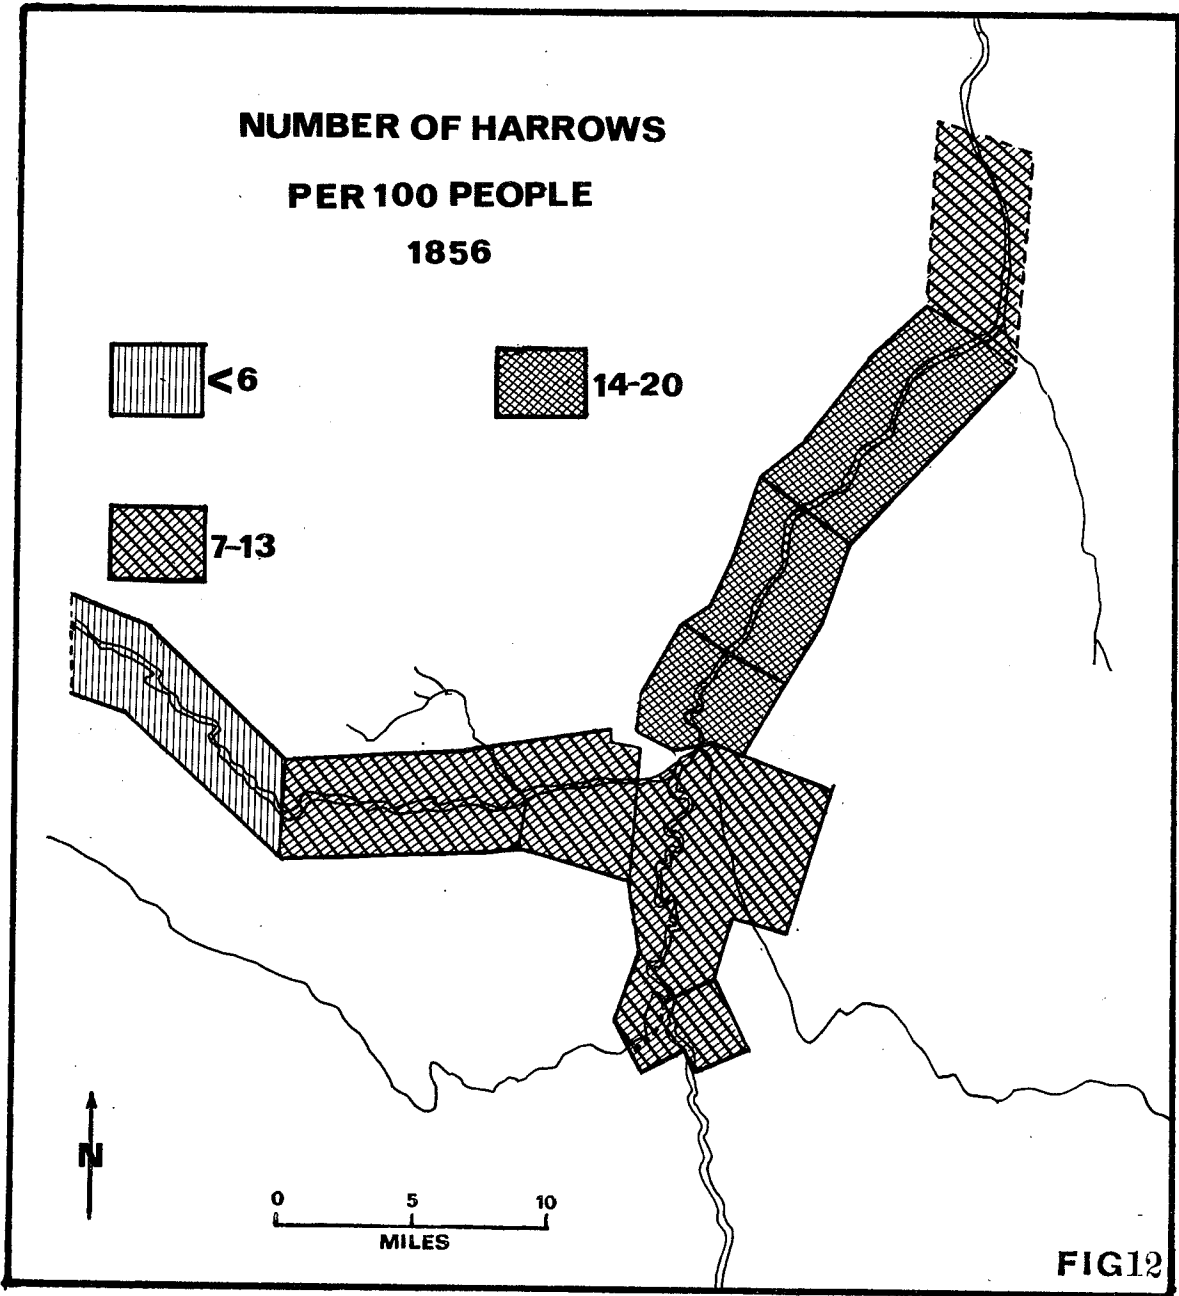 NUMBER OF HARROWS
PER 100 PEOPLE
1856
<6
14-20
7-13
N
0 5 10
MILES
FIG12